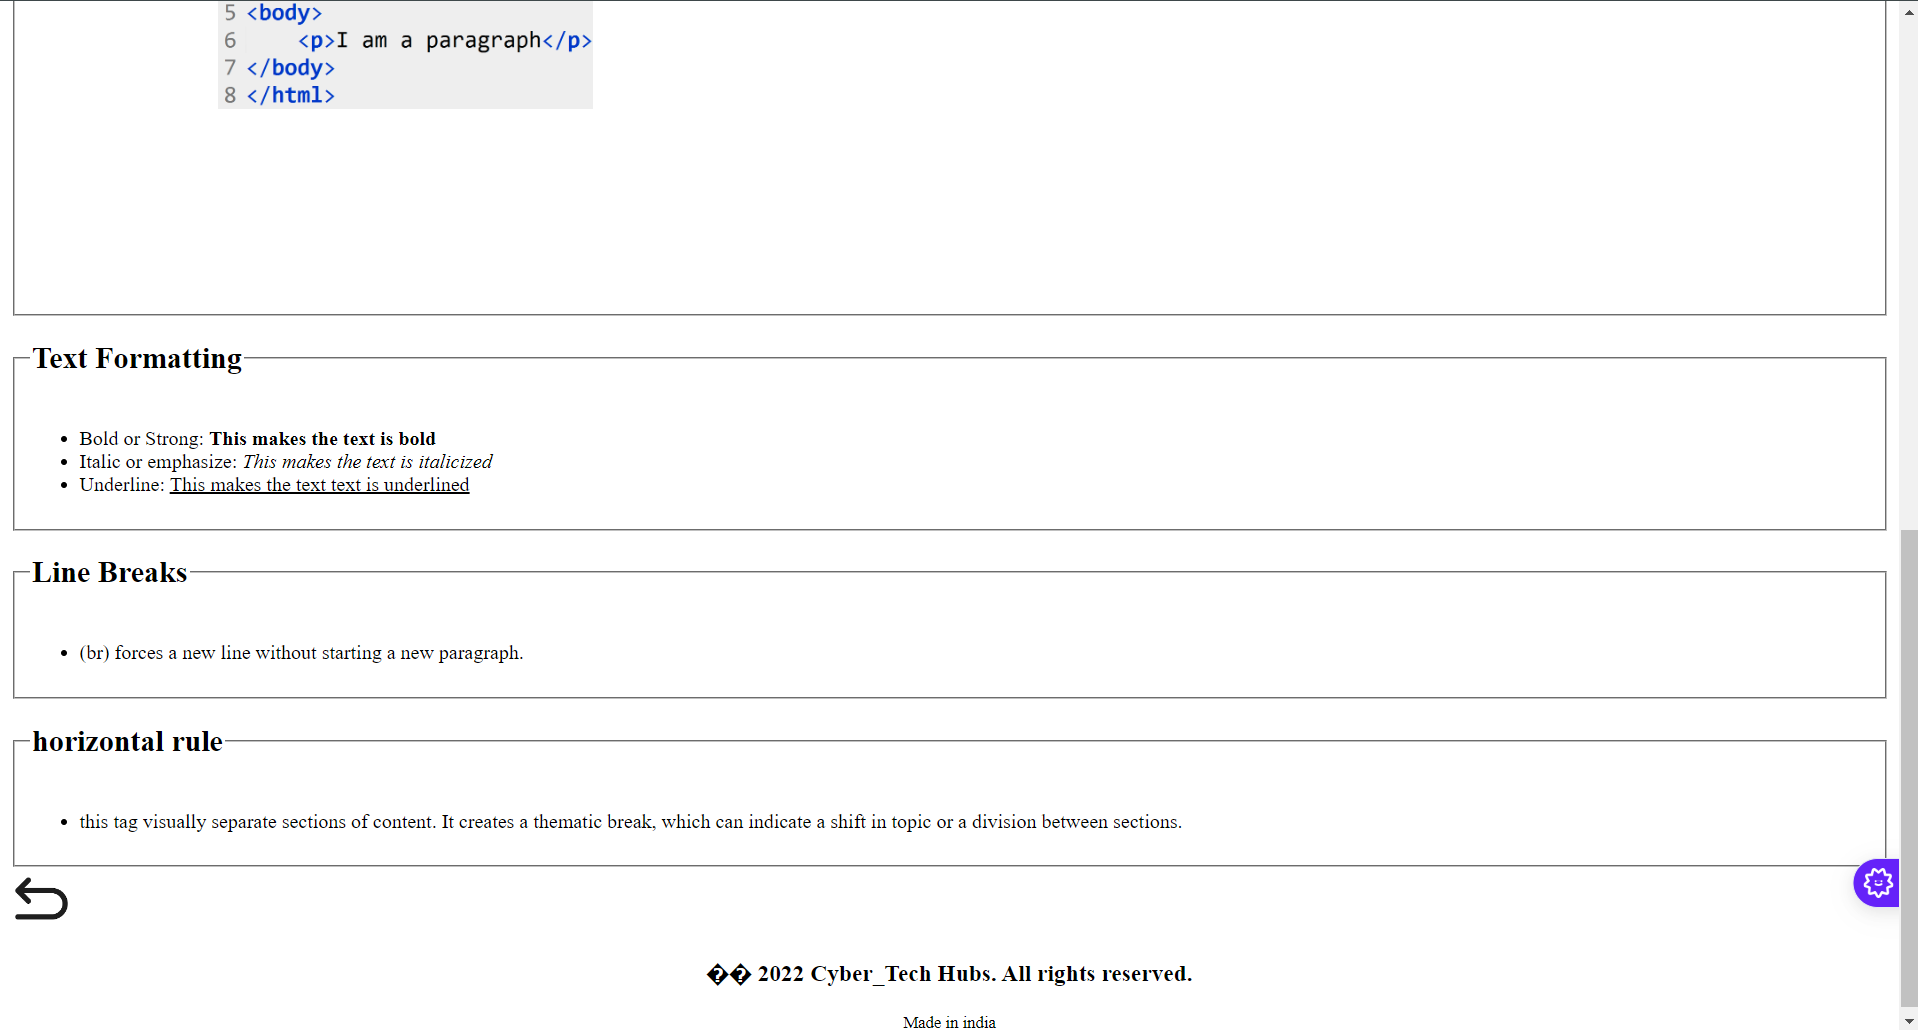 5 <body>
6 <p>I am a paragraph</p>
7 </body>
8 </html>
Text Formatting
• Bold or Strong: This makes the text is bold
• Italic or emphasize: This makes the text is italicized
• Underline: This makes the text text is underlined
Line Breaks
• (br) forces a new line without starting a new paragraph.
horizontal rule
• this tag visually separate sections of content. It creates a thematic break, which can indicate a shift in topic or a division between sections.
�� 2022 Cyber_Tech Hubs. All rights reserved.
Made in india